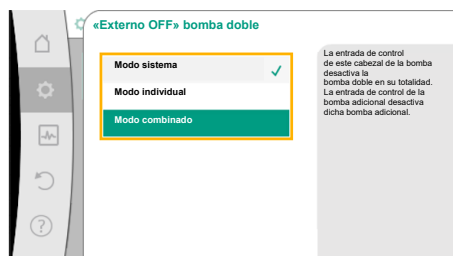 «Externo OFF» bomba doble
Modo sistema
Modo individual
Modo combinado
La entrada de control
de este cabezal de la bomba
desactiva la
bomba doble en su totalidad.
La entrada de control de la
bomba adicional desactiva
dicha bomba adicional.